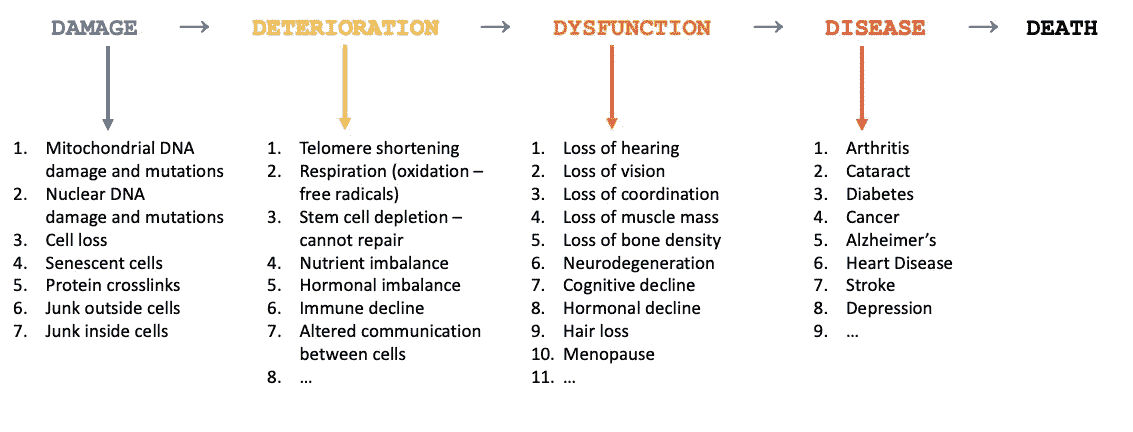 DAMAGE → DETERIORATION → DYSFUNCTION → DISEASE → DEATH
1. Mitochondrial DNA
damage and mutations
2. Nuclear DNA
damage and mutations
3. Cell loss
4. Senescent cells
5. Protein crosslinks
6. Junk outside cells
7. Junk inside cells
1. Telomere shortening
2. Respiration (oxidation –
free radicals)
3. Stem cell depletion –
cannot repair
4. Nutrient imbalance
5. Hormonal imbalance
6. Immune decline
7. Altered communication
between cells
8. ...
1. Loss of hearing
2. Loss of vision
3. Loss of coordination
4. Loss of muscle mass
5. Loss of bone density
6. Neurodegeneration
7. Cognitive decline
8. Hormonal decline
9. Hair loss
10. Menopause
11. ...
1. Arthritis
2. Cataract
3. Diabetes
4. Cancer
5. Alzheimer’s
6. Heart Disease
7. Stroke
8. Depression
9. ...